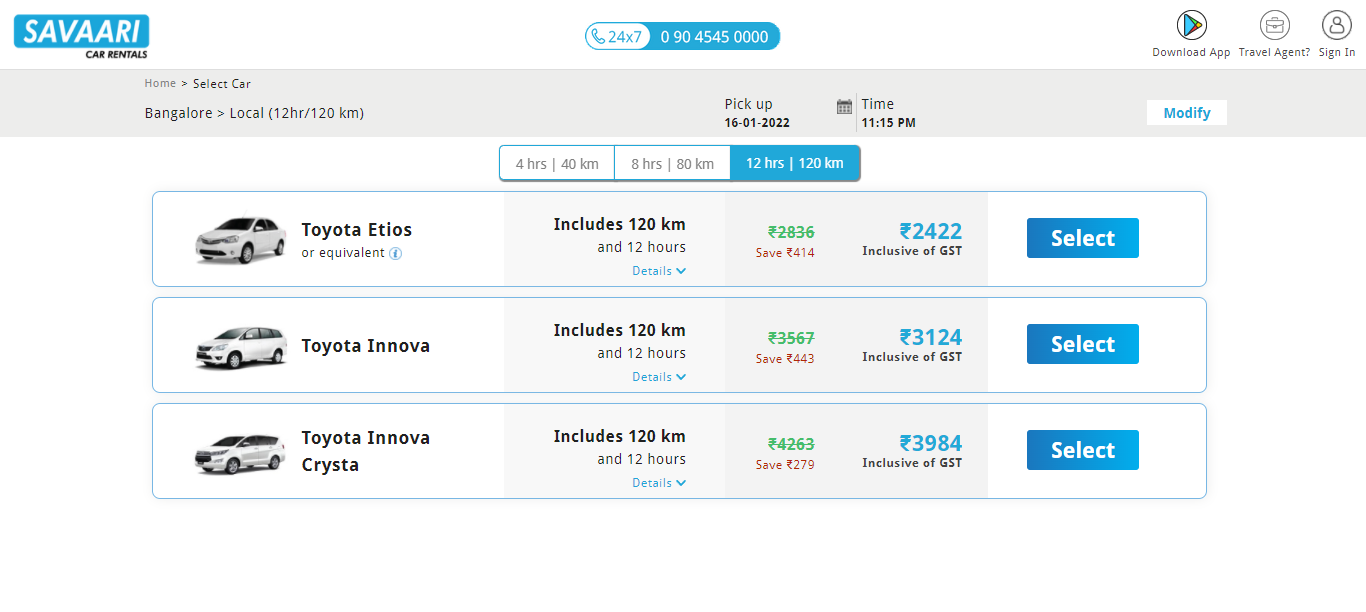 SAVAARI
CAR RENTALS
24x7 0 90 4545 0000
Download App Travel Agent? Sign In
Home > Select Car
Bangalore > Local (12hr/120 km)
Pick up
16-01-2022
Time
11:15 PM
Modify
4 hrs | 40 km 8 hrs | 80 km 12 hrs | 120 km
Toyota Etios
or equivalent i
Includes 120 km
and 12 hours
Details
₹2836
Save ₹414
₹2422
Inclusive of GST
Select
Toyota Innova
Includes 120 km
and 12 hours
Details
₹3567
Save ₹443
₹3124
Inclusive of GST
Select
Toyota Innova
Crysta
Includes 120 km
and 12 hours
Details
₹4263
Save ₹279
₹3984
Inclusive of GST
Select